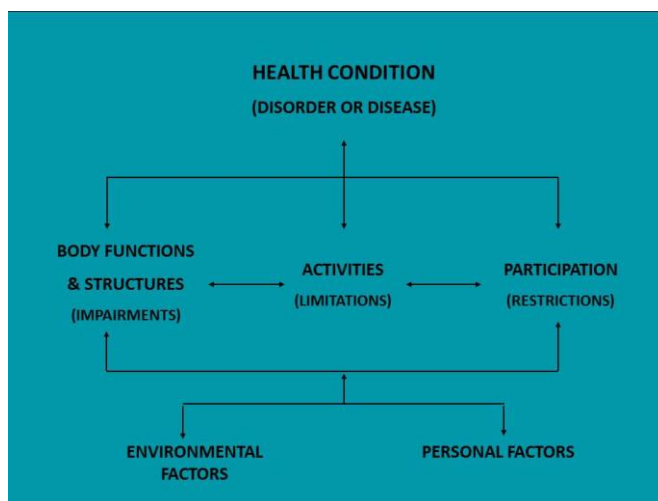 HEALTH CONDITION
(DISORDER OR DISEASE)
BODY FUNCTIONS
& STRUCTURES
(IMPAIRMENTS)
ACTIVITIES
(LIMITATIONS)
PARTICIPATION
(RESTRICTIONS)
ENVIRONMENTAL
FACTORS
PERSONAL FACTORS